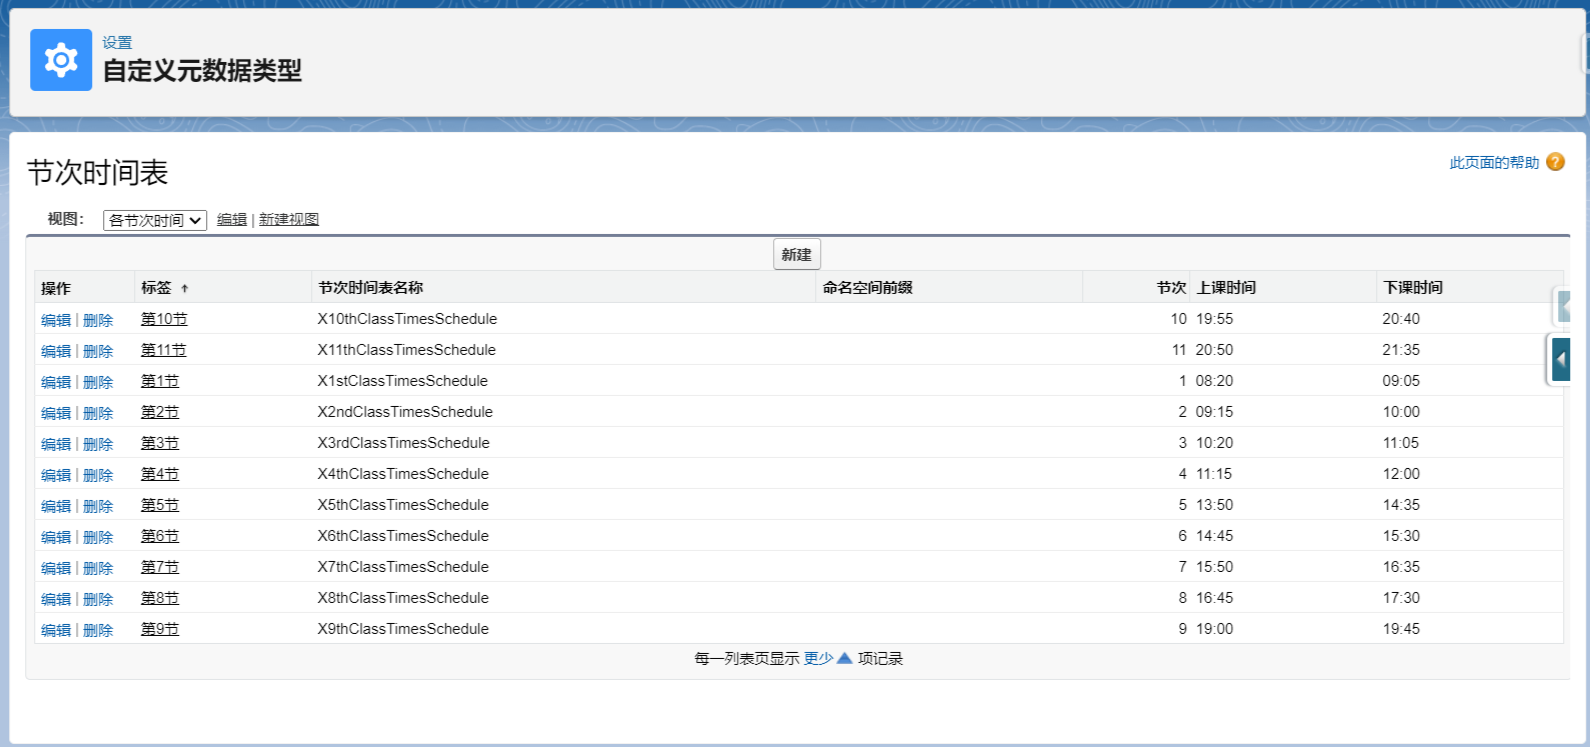 设置
自定义元数据类型
节次时间表
此页面的帮助 ?
视图： 各节次时间 编辑 | 新建视图
新建
操作 标签 ↑ 节次时间表名称 命名空间前缀 节次 上课时间 下课时间
编辑 | 删除 第10节 X10thClassTimesSchedule 10 19:55 20:40
编辑 | 删除 第11节 X11thClassTimesSchedule 11 20:50 21:35
编辑 | 删除 第1节 X1stClassTimesSchedule 1 08:20 09:05
编辑 | 删除 第2节 X2ndClassTimesSchedule 2 09:15 10:00
编辑 | 删除 第3节 X3rdClassTimesSchedule 3 10:20 11:05
编辑 | 删除 第4节 X4thClassTimesSchedule 4 11:15 12:00
编辑 | 删除 第5节 X5thClassTimesSchedule 5 13:50 14:35
编辑 | 删除 第6节 X6thClassTimesSchedule 6 14:45 15:30
编辑 | 删除 第7节 X7thClassTimesSchedule 7 15:50 16:35
编辑 | 删除 第8节 X8thClassTimesSchedule 8 16:45 17:30
编辑 | 删除 第9节 X9thClassTimesSchedule 9 19:00 19:45
每一列表页显示 更少 项记录